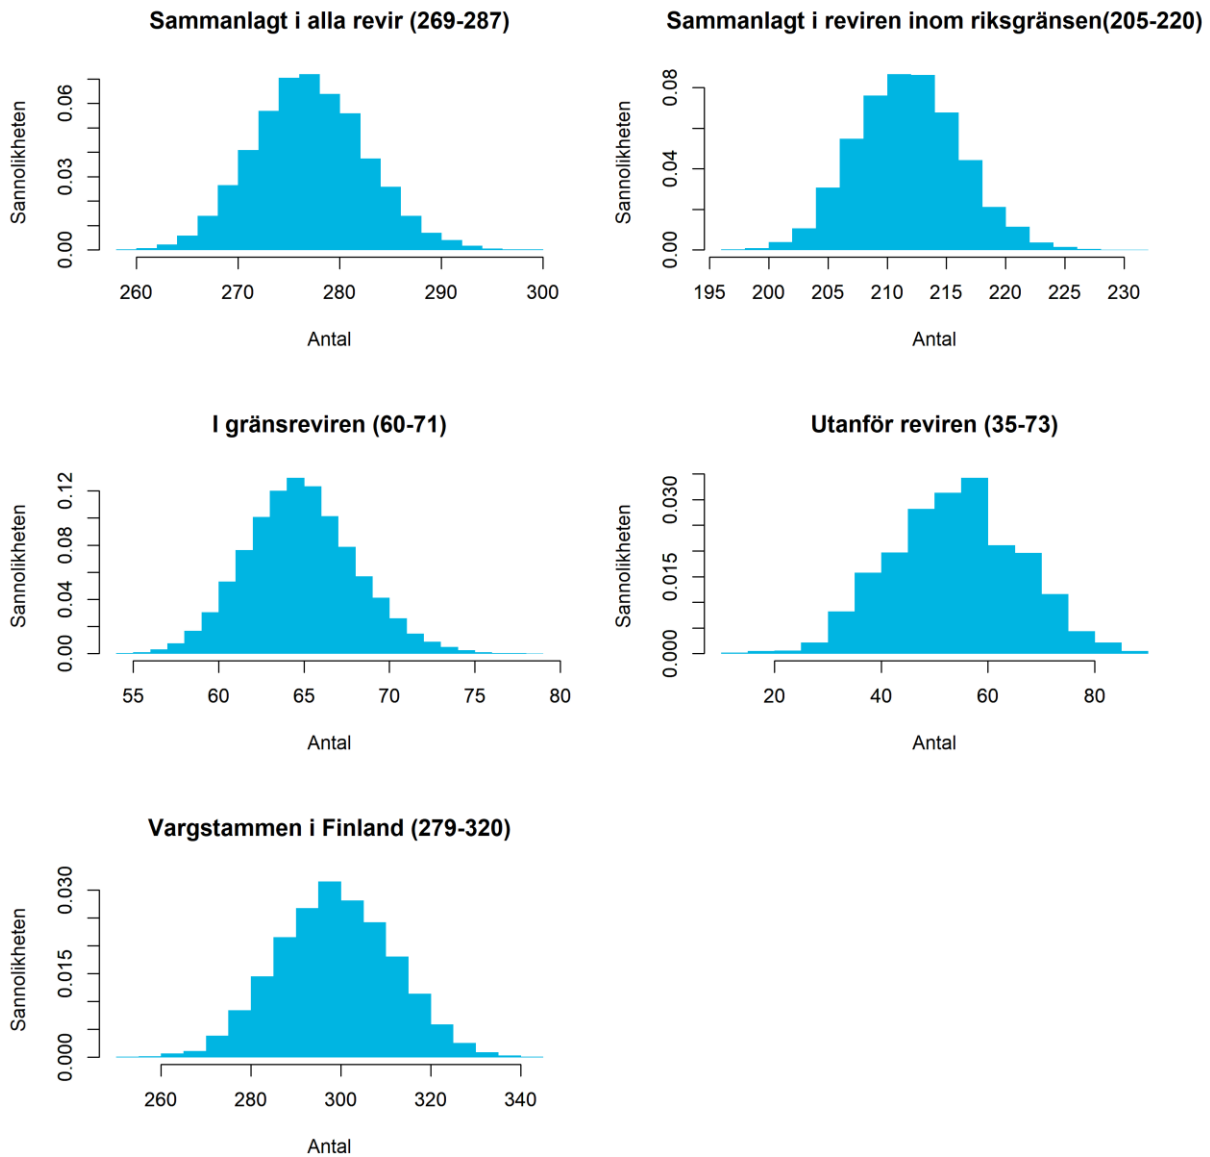 Sammanlagt i alla revir (269-287)
Sannolikheten
0.00 0.03 0.06
260 270 280 290 300
Antal
Sammanlagt i reviren inom riksgränsen(205-220)
Sannolikheten
0.00 0.04 0.08
195 200 205 210 215 220 225 230
Antal
I gränsreviren (60-71)
Sannolikheten
0.00 0.04 0.08 0.12
55 60 65 70 75 80
Antal
Utanför reviren (35-73)
Sannolikheten
0.000 0.015 0.030
20 40 60 80
Antal
Vargstammen i Finland (279-320)
Sannolikheten
0.000 0.015 0.030
260 280 300 320 340
Antal